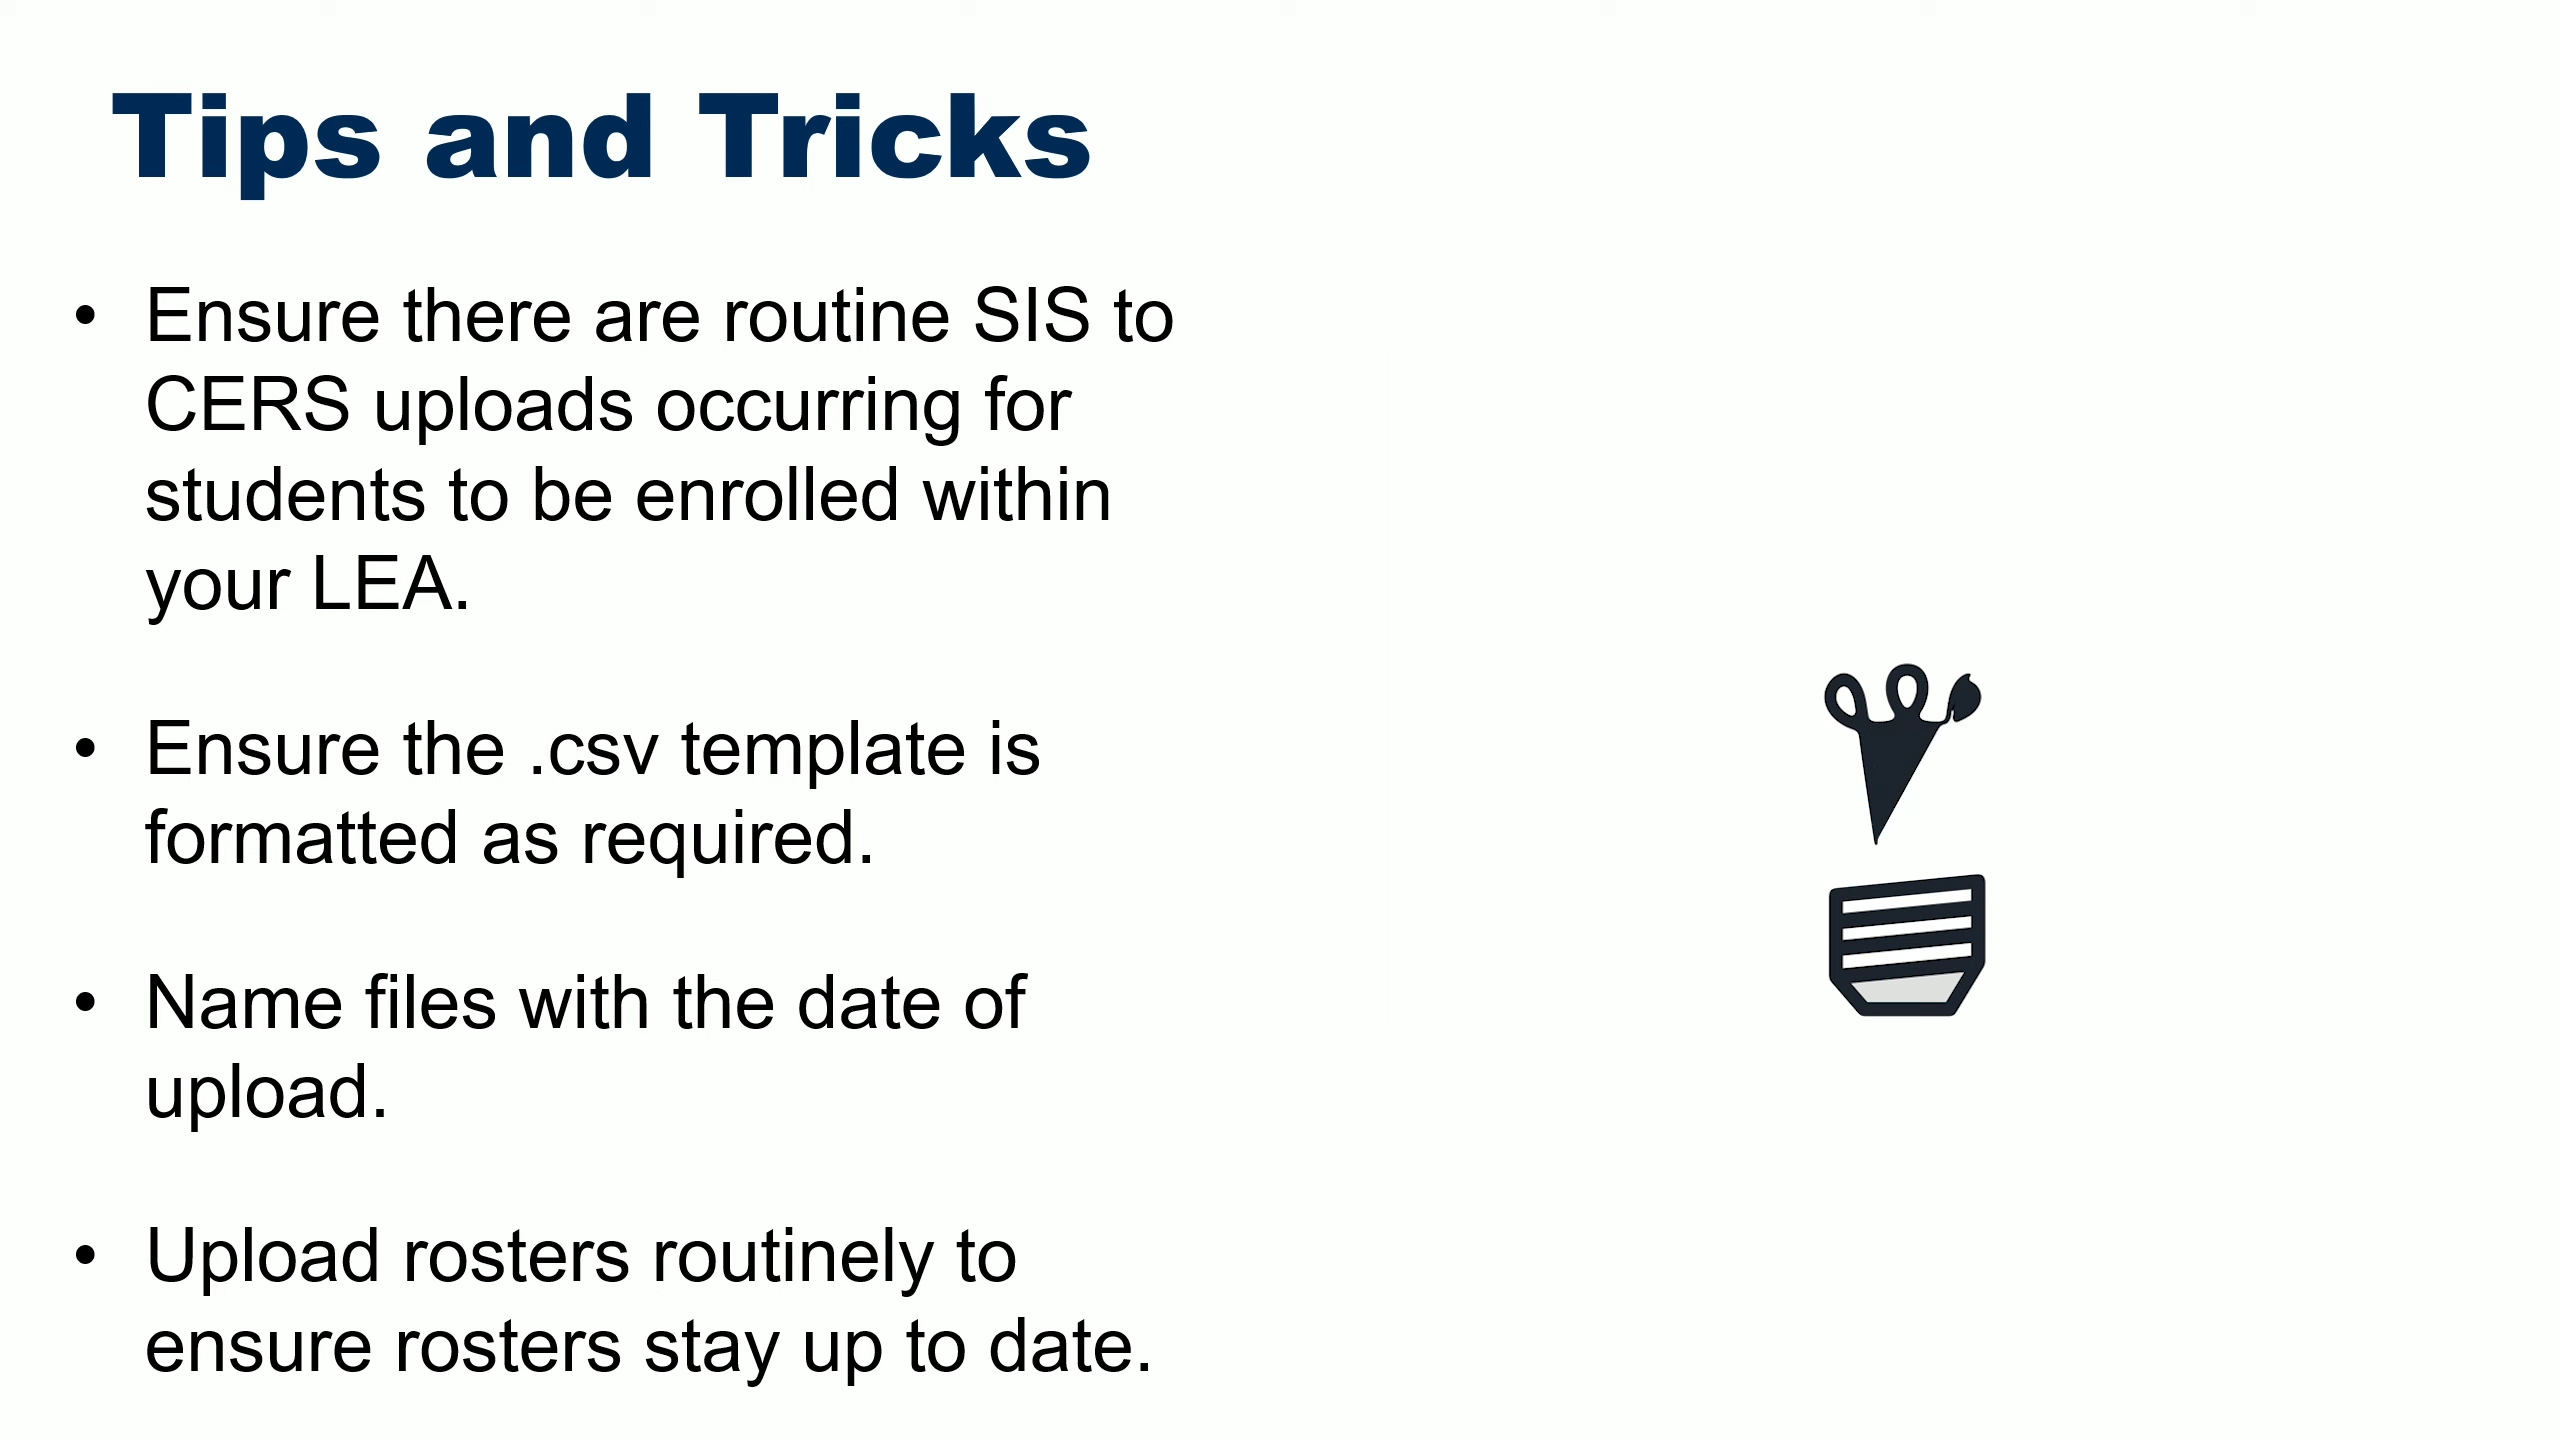 Tips and Tricks
• Ensure there are routine SIS to
CERS uploads occurring for
students to be enrolled within
your LEA.
• Ensure the .csv template is
formatted as required.
• Name files with the date of
upload.
• Upload rosters routinely to
ensure rosters stay up to date.